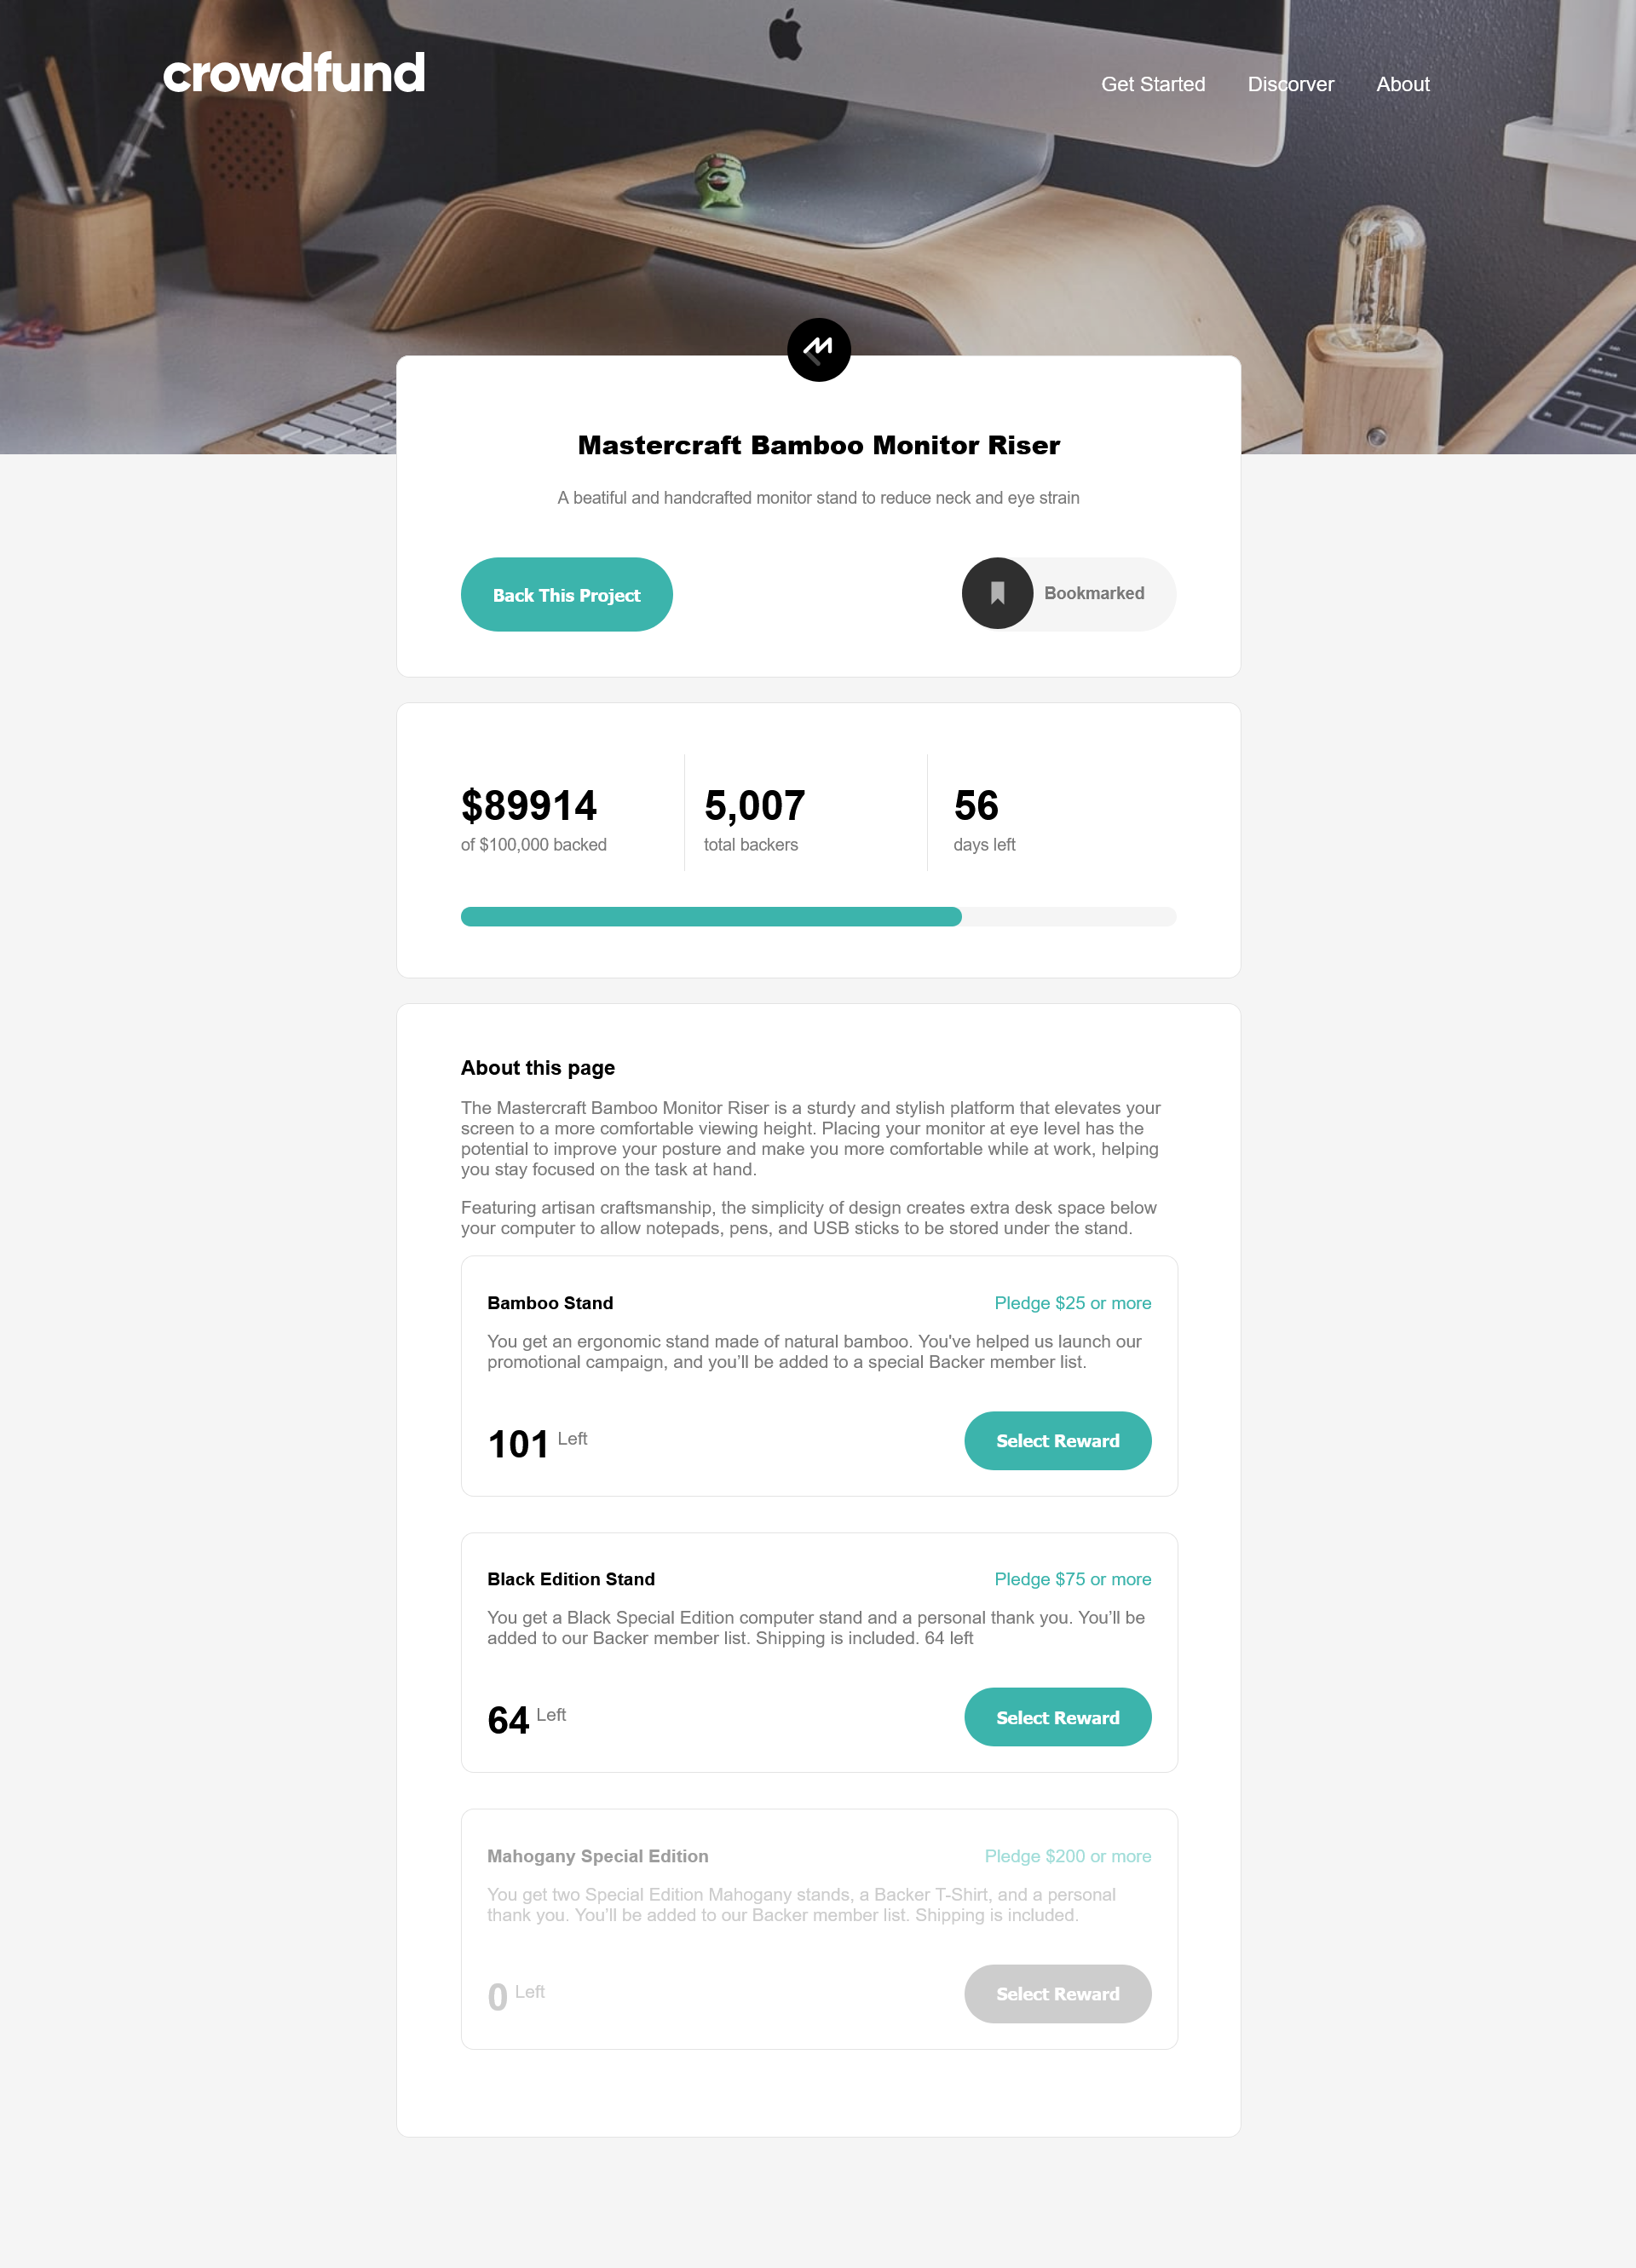 crowdfund
Get Started
Discorver
About
Mastercraft Bamboo Monitor Riser
A beatiful and handcrafted monitor stand to reduce neck and eye strain
Back This Project
Bookmarked
$89914
of $100,000 backed
5,007
total backers
56
days left
About this page
The Mastercraft Bamboo Monitor Riser is a sturdy and stylish platform that elevates your
screen to a more comfortable viewing height. Placing your monitor at eye level has the
potential to improve your posture and make you more comfortable while at work, helping
you stay focused on the task at hand.
Featuring artisan craftsmanship, the simplicity of design creates extra desk space below
your computer to allow notepads, pens, and USB sticks to be stored under the stand.
Bamboo Stand
Pledge $25 or more
You get an ergonomic stand made of natural bamboo. You've helped us launch our
promotional campaign, and you’ll be added to a special Backer member list.
101 Left
Select Reward
Black Edition Stand
Pledge $75 or more
You get a Black Special Edition computer stand and a personal thank you. You’ll be
added to our Backer member list. Shipping is included. 64 left
64 Left
Select Reward
Mahogany Special Edition
Pledge $200 or more
You get two Special Edition Mahogany stands, a Backer T-Shirt, and a personal
thank you. You’ll be added to our Backer member list. Shipping is included.
0 Left
Select Reward